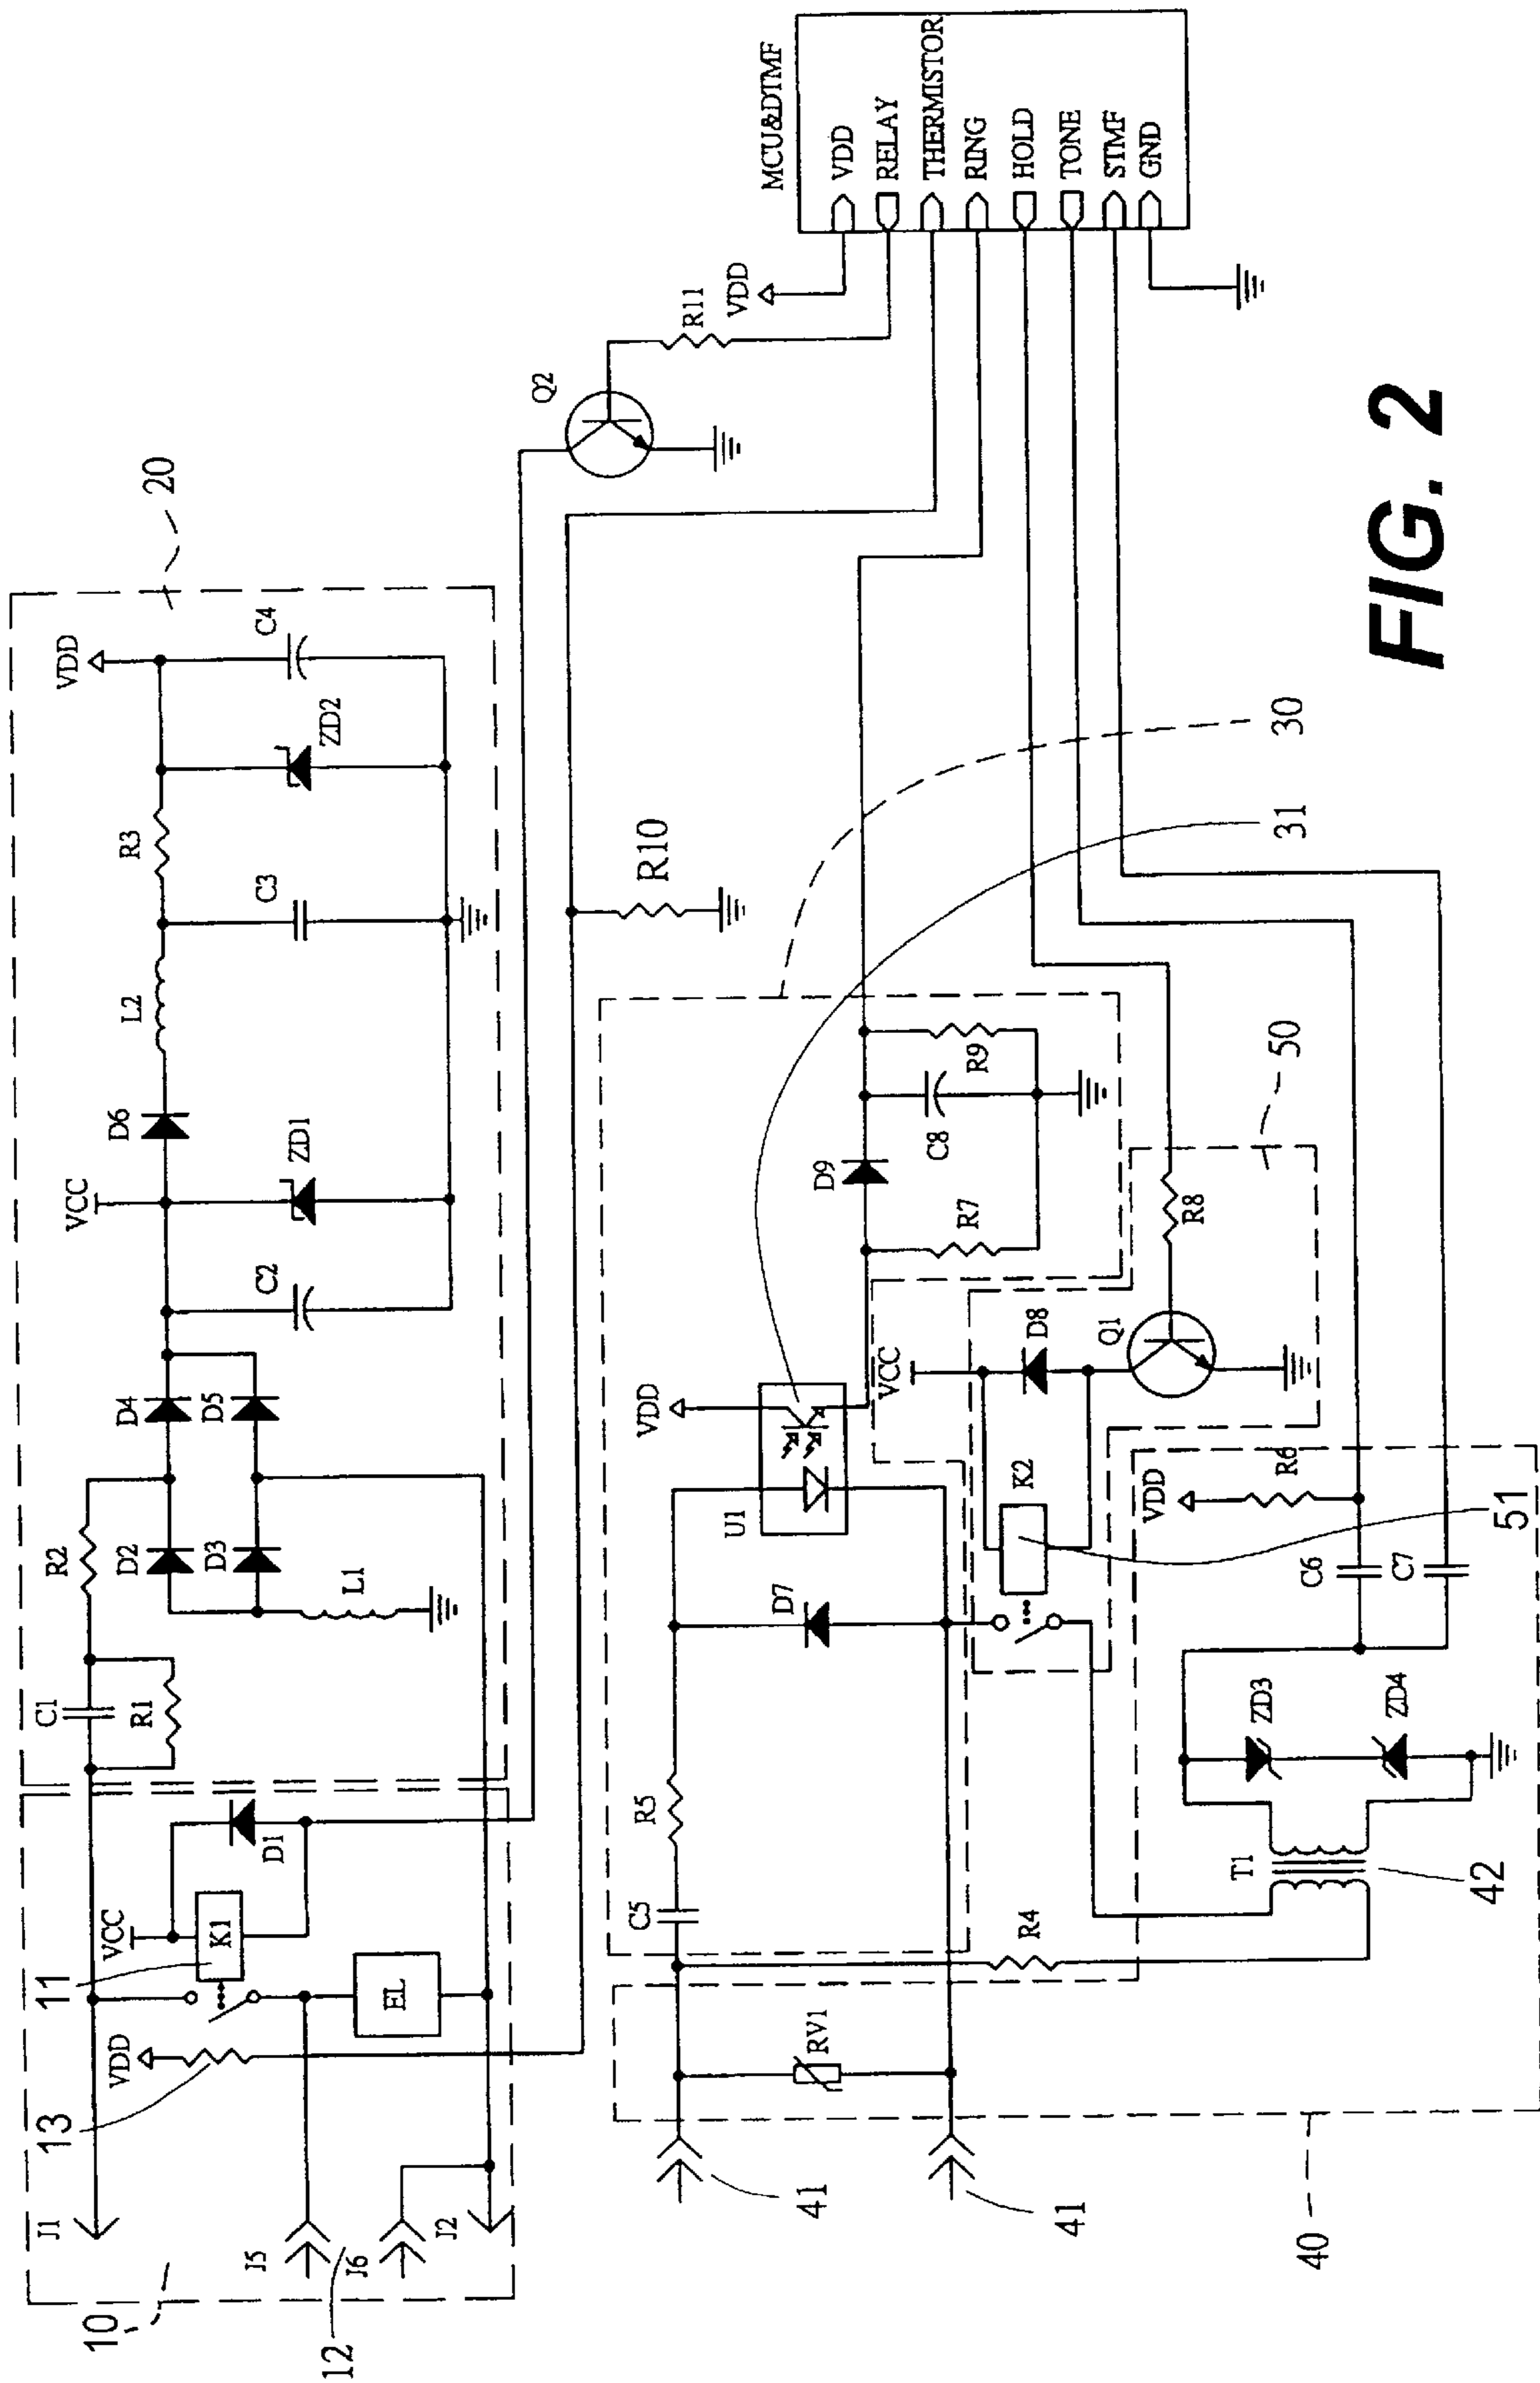 20
VDD
C4
ZD2
R3
C3
L2
D6
VCC
ZD1
C2
D4
D5
R2
D2
D3
L1
C1
R1
D1
VCC
K1
11
EL
VDD
13
J1
J5
J6
J2
10
12
MCU&DTMF
VDD
RELAY
THERMISTOR
RING
HOLD
TONE
STMF
GND
VDD
R11
Q2
R10
30
31
50
R9
C8
D9
R7
R8
VDD
U1
VCC
D8
Q1
K2
51
D7
R5
C5
R4
VDD
R6
C6
C7
ZD3
ZD4
T1
42
RV1
41
41
40
FIG. 2